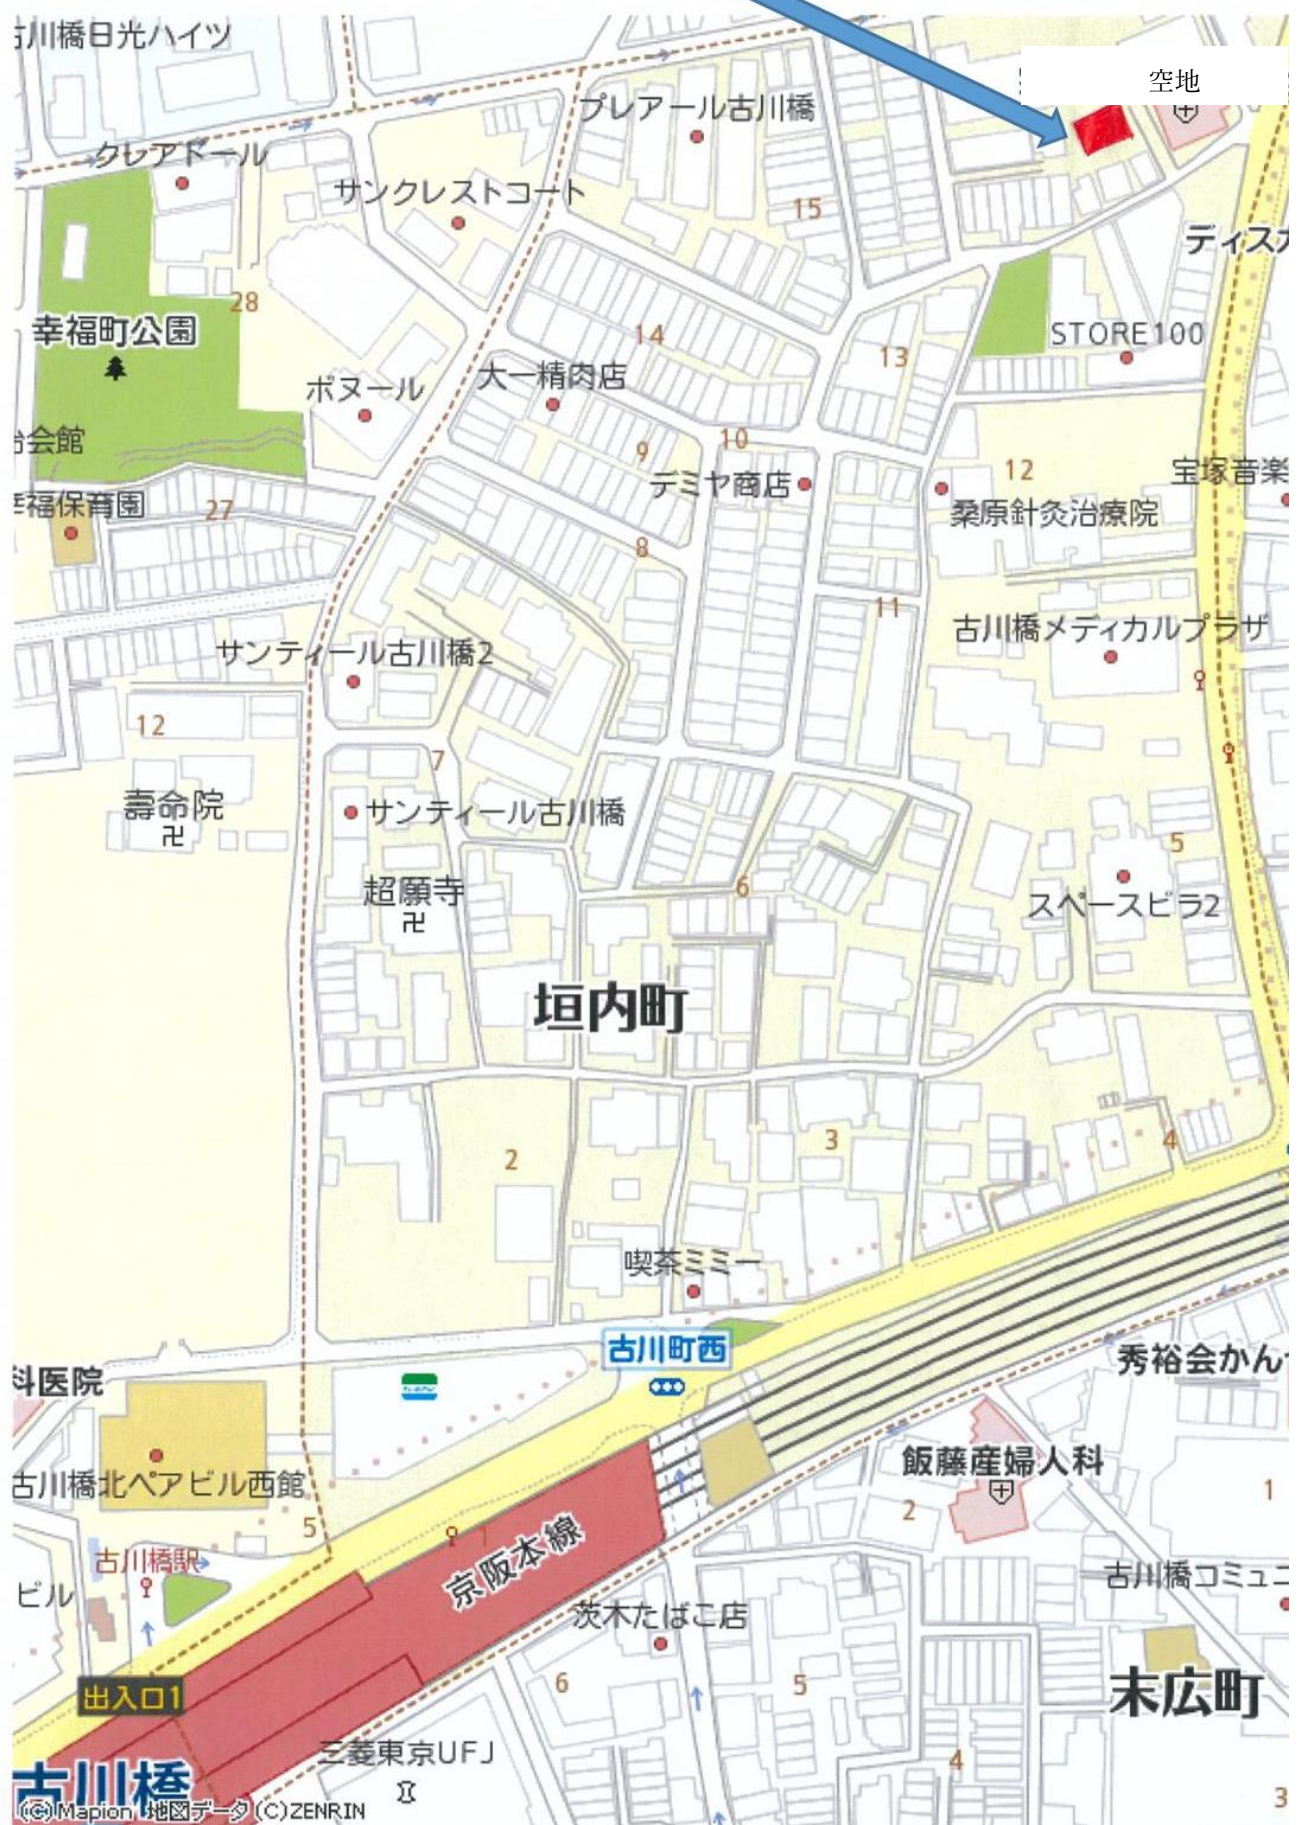 古川橋日光ハイツ
空地
プレアール古川橋
クレアドール
サンクレストコート
15
ディスカ
28
幸福町公園
14
13
STORE100
大一精肉店
ボヌール
治会館
9
10
12
デミヤ商店
宝塚音楽
幸福保育園
27
桑原針灸治療院
8
11
古川橋メディカルプラザ
サンティール古川橋2
12
7
壽命院
卍
サンティール古川橋
5
6
超願寺
卍
スペースビラ2
垣内町
2
3
4
喫茶ミミー
古川町西
秀裕会かん
科医院
飯藤産婦人科
古川橋北ペアビル西館
2
1
5
1
京阪本線
古川橋駅
ビル
古川橋コミュニ
茨木たばこ店
6
5
出入口1
末広町
三菱東京UFJ
4
古川橋
3
(C)Mapion 地図データ(C)ZENRIN